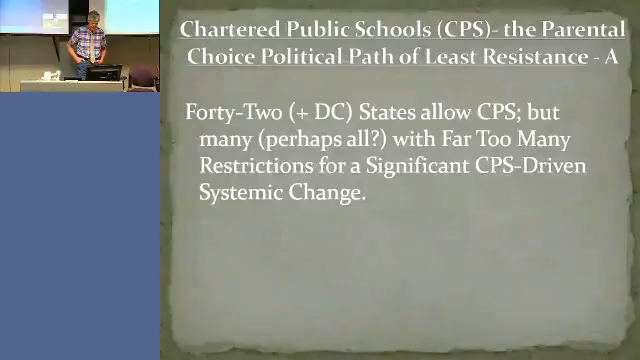 Chartered Public Schools (CPS)- the Parental
Choice Political Path of Least Resistance - A
Forty-Two (+ DC) States allow CPS; but
many (perhaps all?) with Far Too Many
Restrictions for a Significant CPS-Driven
Systemic Change.